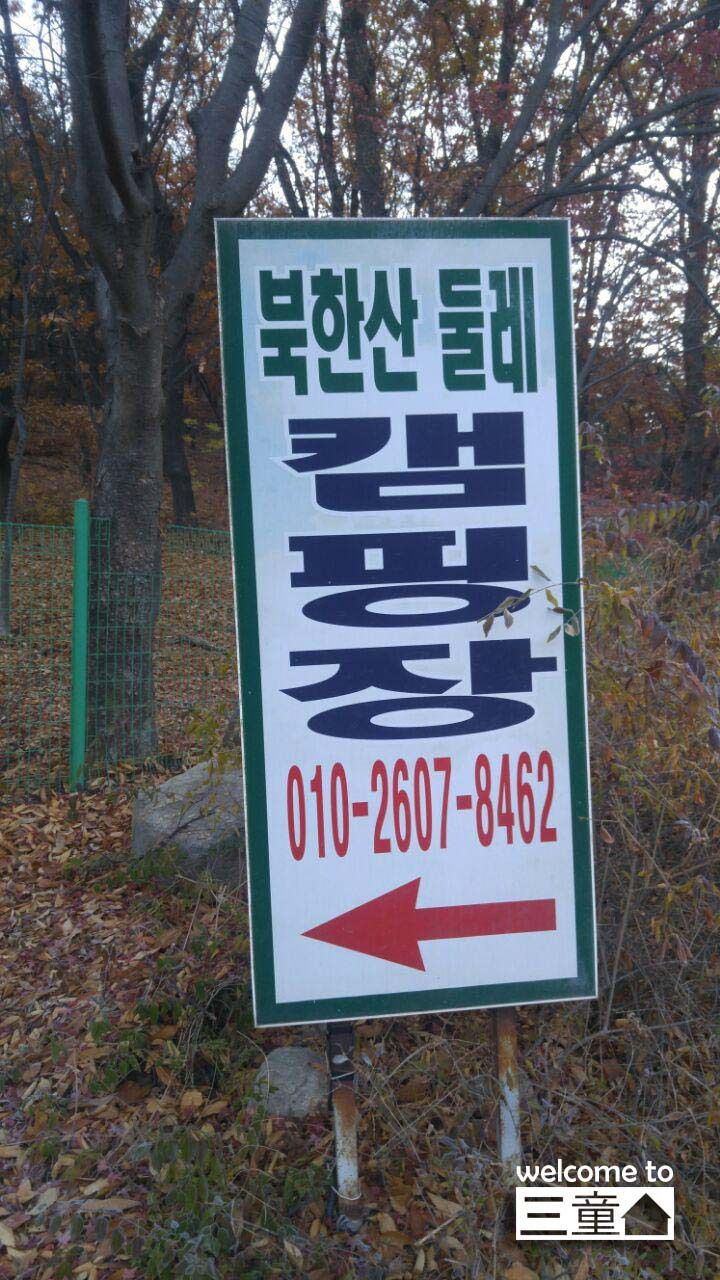 북한산 둘레
캠핑장
010-2607-8462
welcome to
三童